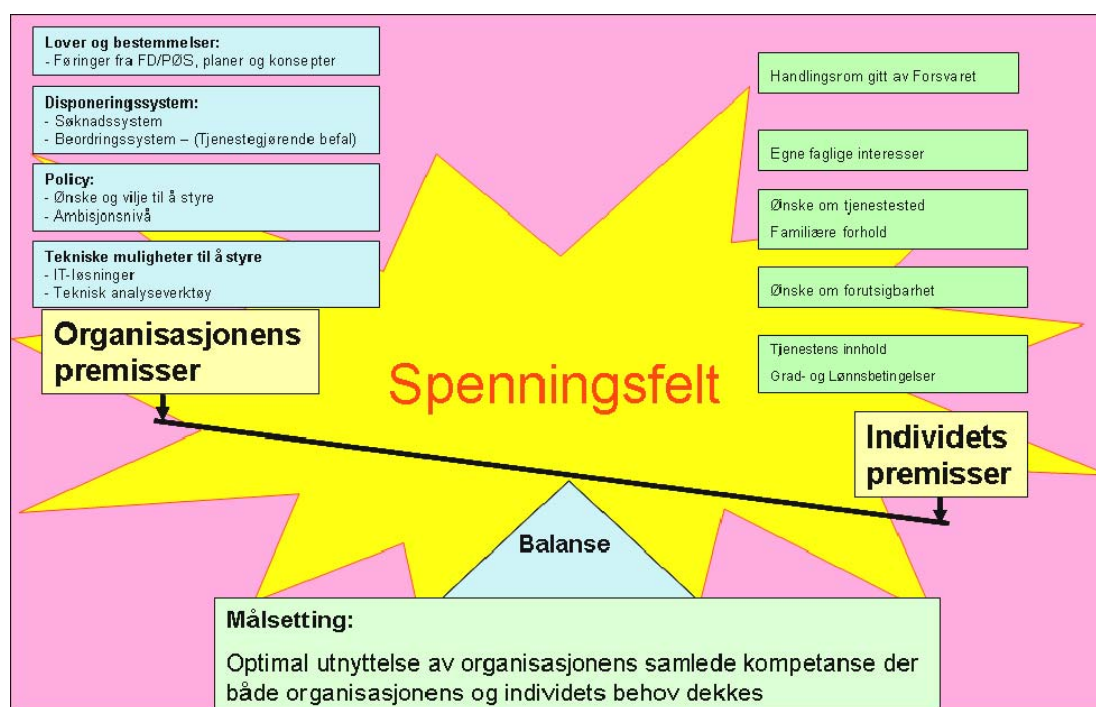 Lover og bestemmelser:
- Føringer fra FD/PØS, planer og konsepter
Disponeringssystem:
- Søknadssystem
- Beordringssystem – (Tjenestegjørende befal)
Policy:
- Ønske og vilje til å styre
- Ambisjonsnivå
Tekniske muligheter til å styre
- IT-løsninger
- Teknisk analyseverktøy
Organisasjonens
premisser
Handlingsrom gitt av Forsvaret
Egne faglige interesser
Ønske om tjenestested
Familiære forhold
Ønske om forutsigbarhet
Tjenestens innhold
Grad- og Lønnsbetingelser
Individets
premisser
Spenningsfelt
Balanse
Målsetting:
Optimal utnyttelse av organisasjonens samlede kompetanse der
både organisasjonens og individets behov dekkes